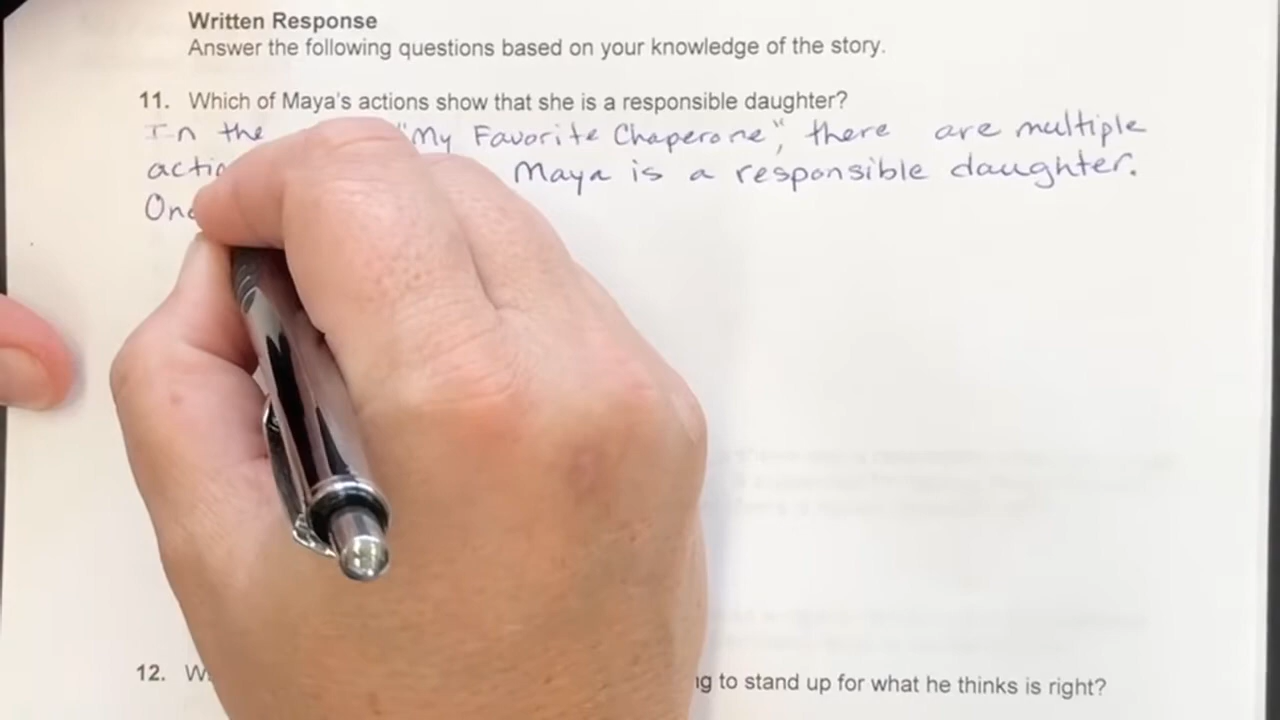 Written Response
Answer the following questions based on your knowledge of the story.
11. Which of Maya's actions show that she is a responsible daughter?
In the "My Favorite Chaperone", there are multiple
Maya is a responsible daughter.
12.
to stand up for what he thinks is right?